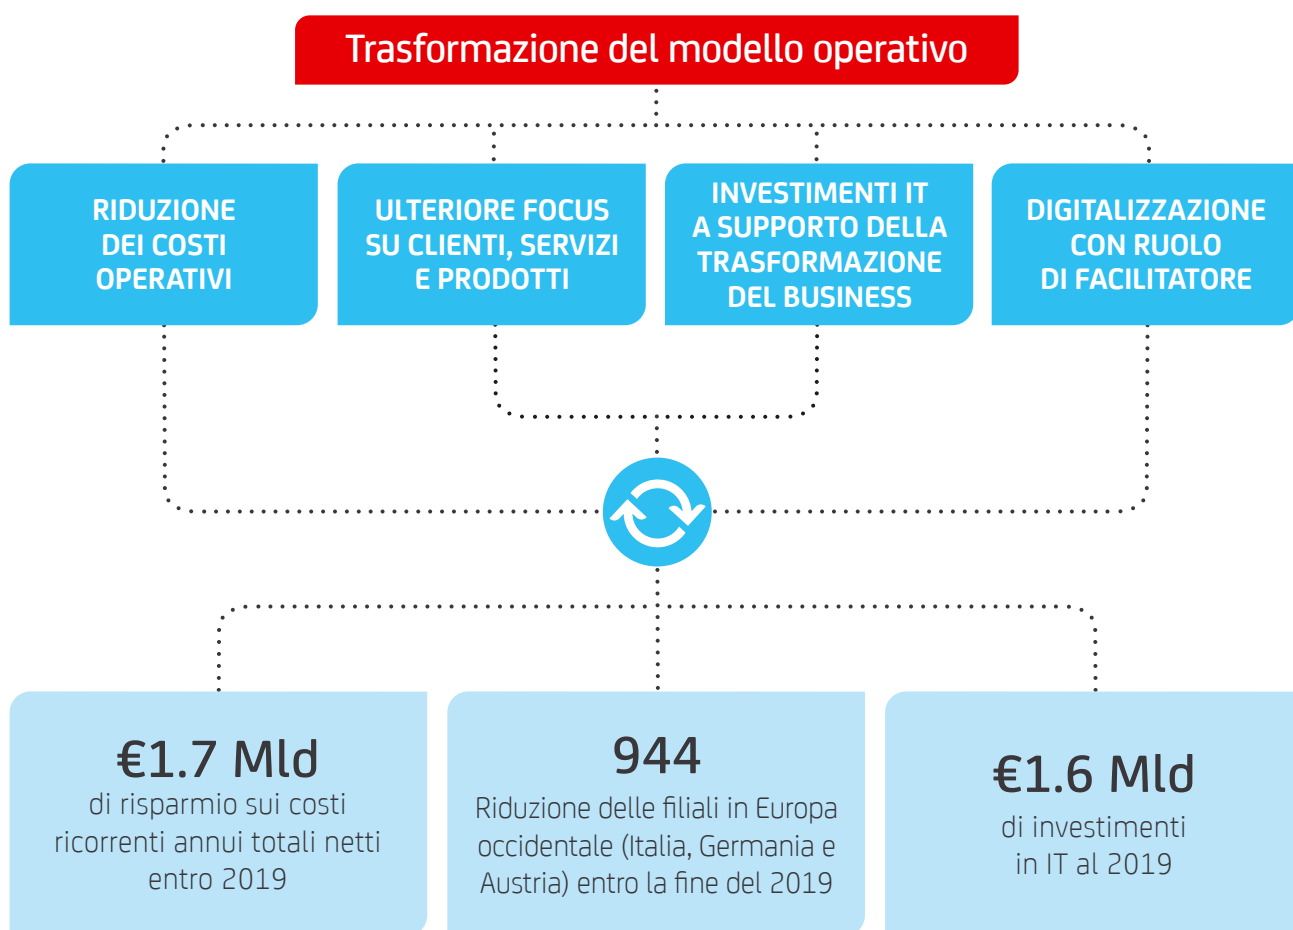 Trasformazione del modello operativo
RIDUZIONE
DEI COSTI
OPERATIVI
ULTERIORE FOCUS
SU CLIENTI, SERVIZI
E PRODOTTI
INVESTIMENTI IT
A SUPPORTO DELLA
TRASFORMAZIONE
DEL BUSINESS
DIGITALIZZAZIONE
CON RUOLO
DI FACILITATORE
€1.7 Mld
di risparmio sui costi
ricorrenti annui totali netti
entro 2019
944
Riduzione delle filiali in Europa
occidentale (Italia, Germania e
Austria) entro la fine del 2019
€1.6 Mld
di investimenti
in IT al 2019